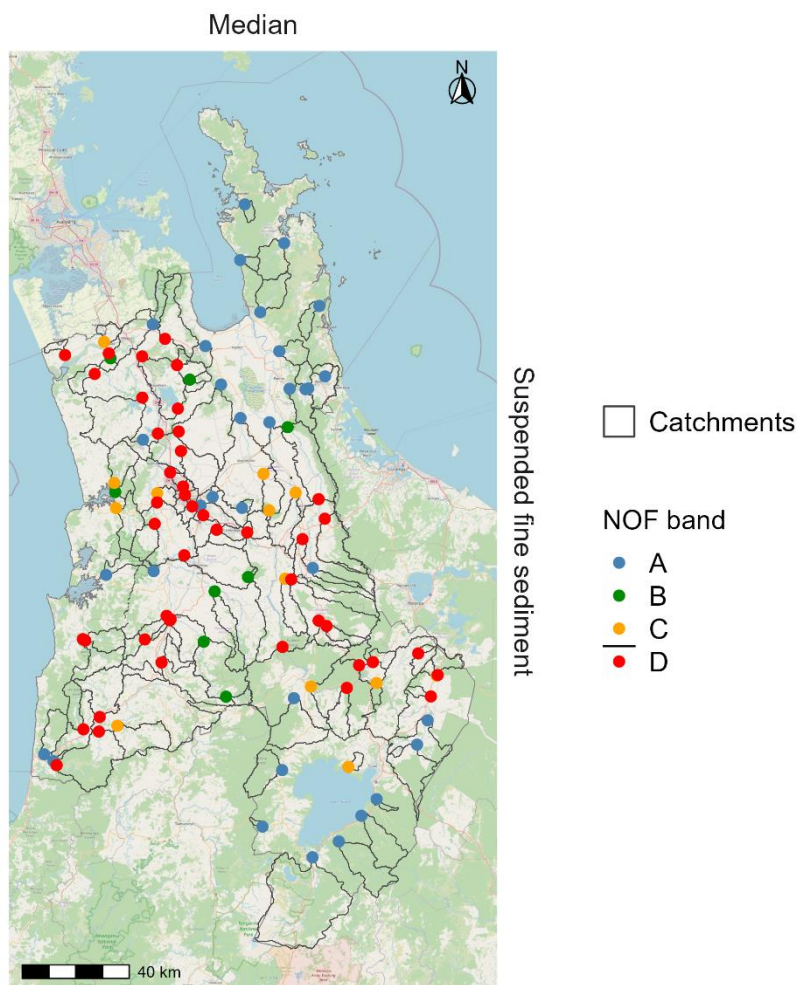 Median
N
Suspended fine sediment
Catchments
NOF band
A
B
C
D
40 km